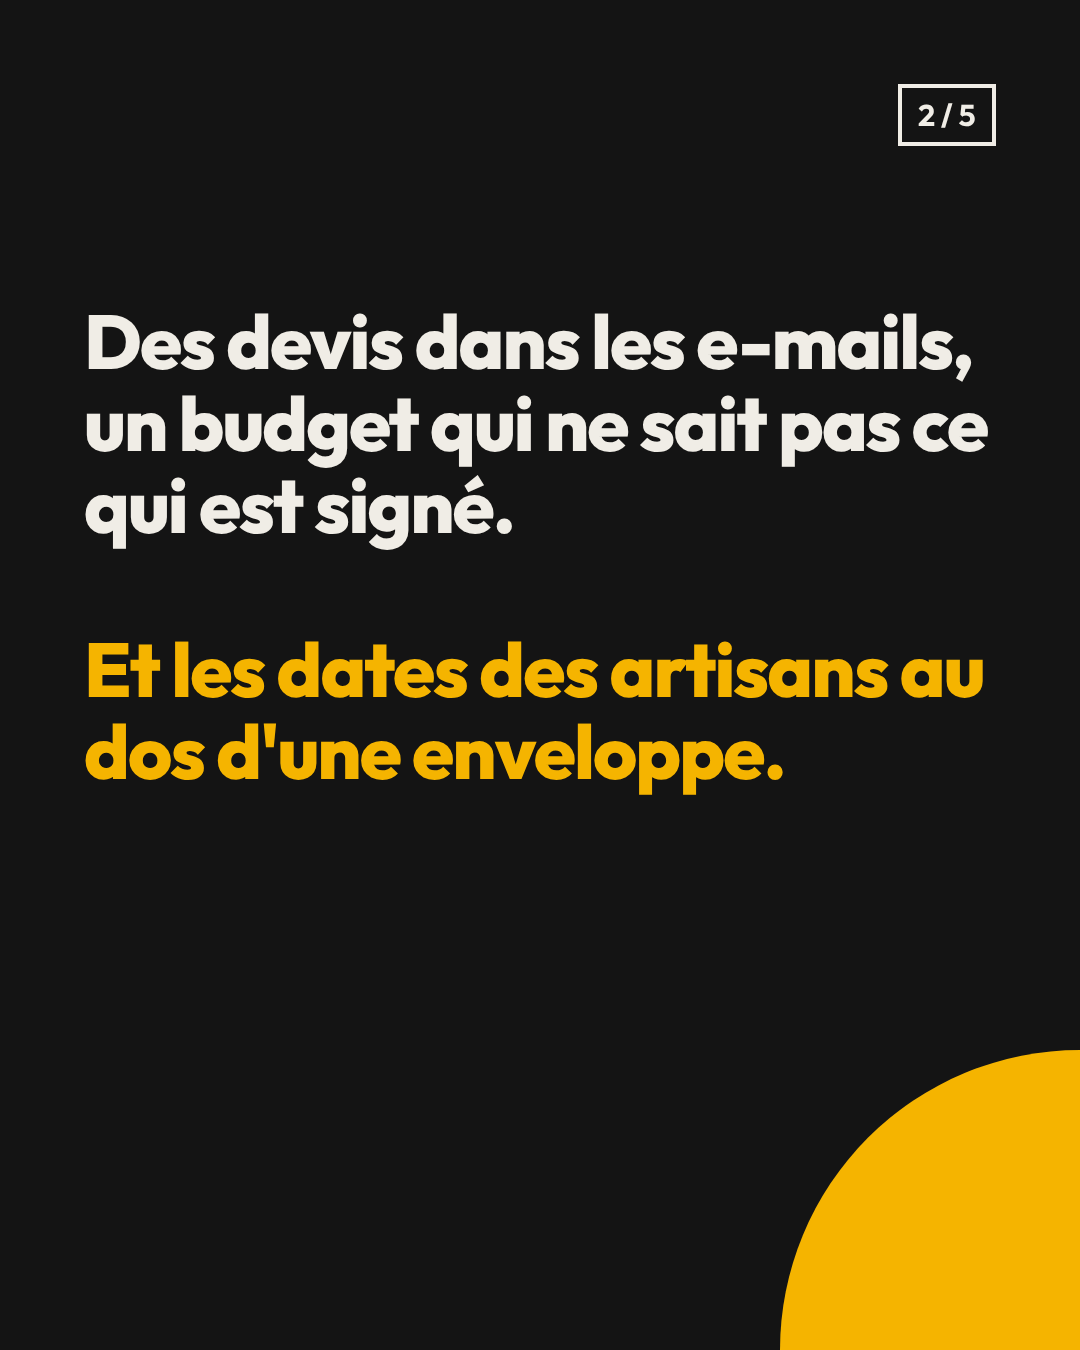 2/5
Des devis dans les e-mails,
un budget qui ne sait pas ce
qui est signé.
Et les dates des artisans au
dos d'une enveloppe.